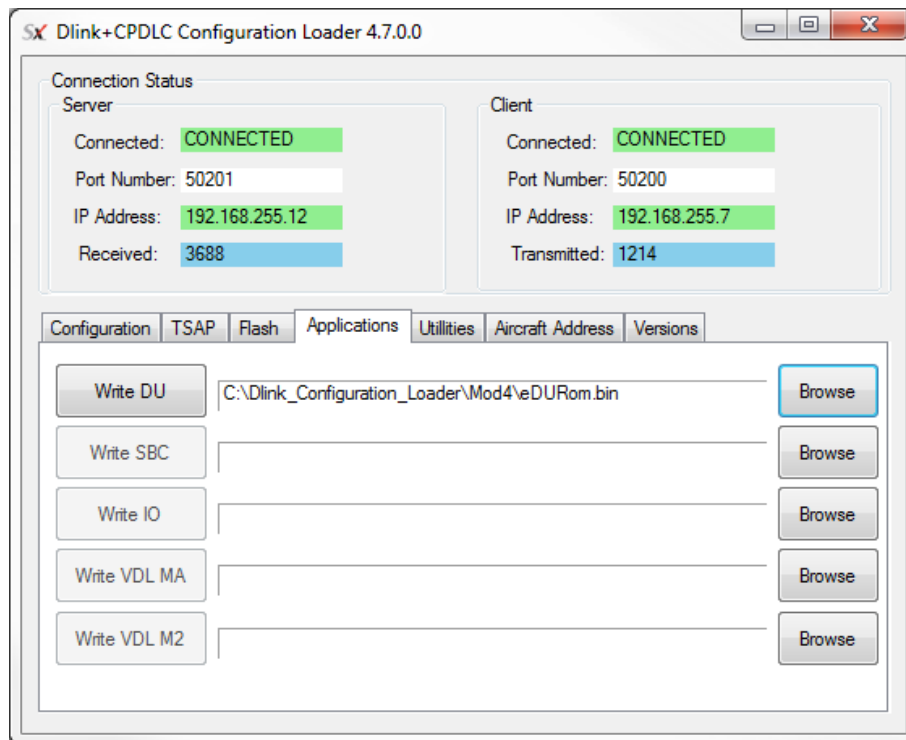 Sx Dlink+CPDLC Configuration Loader 4.7.0.0
Connection Status
Server
Connected: CONNECTED
Port Number: 50201
IP Address: 192.168.255.12
Received: 3688
Client
Connected: CONNECTED
Port Number: 50200
IP Address: 192.168.255.7
Transmitted: 1214
Configuration TSAP Flash Applications Utilities Aircraft Address Versions
Write DU C:\Dlink_Configuration_Loader\Mod4\eDURom.bin Browse
Write SBC Browse
Write IO Browse
Write VDL MA Browse
Write VDL M2 Browse